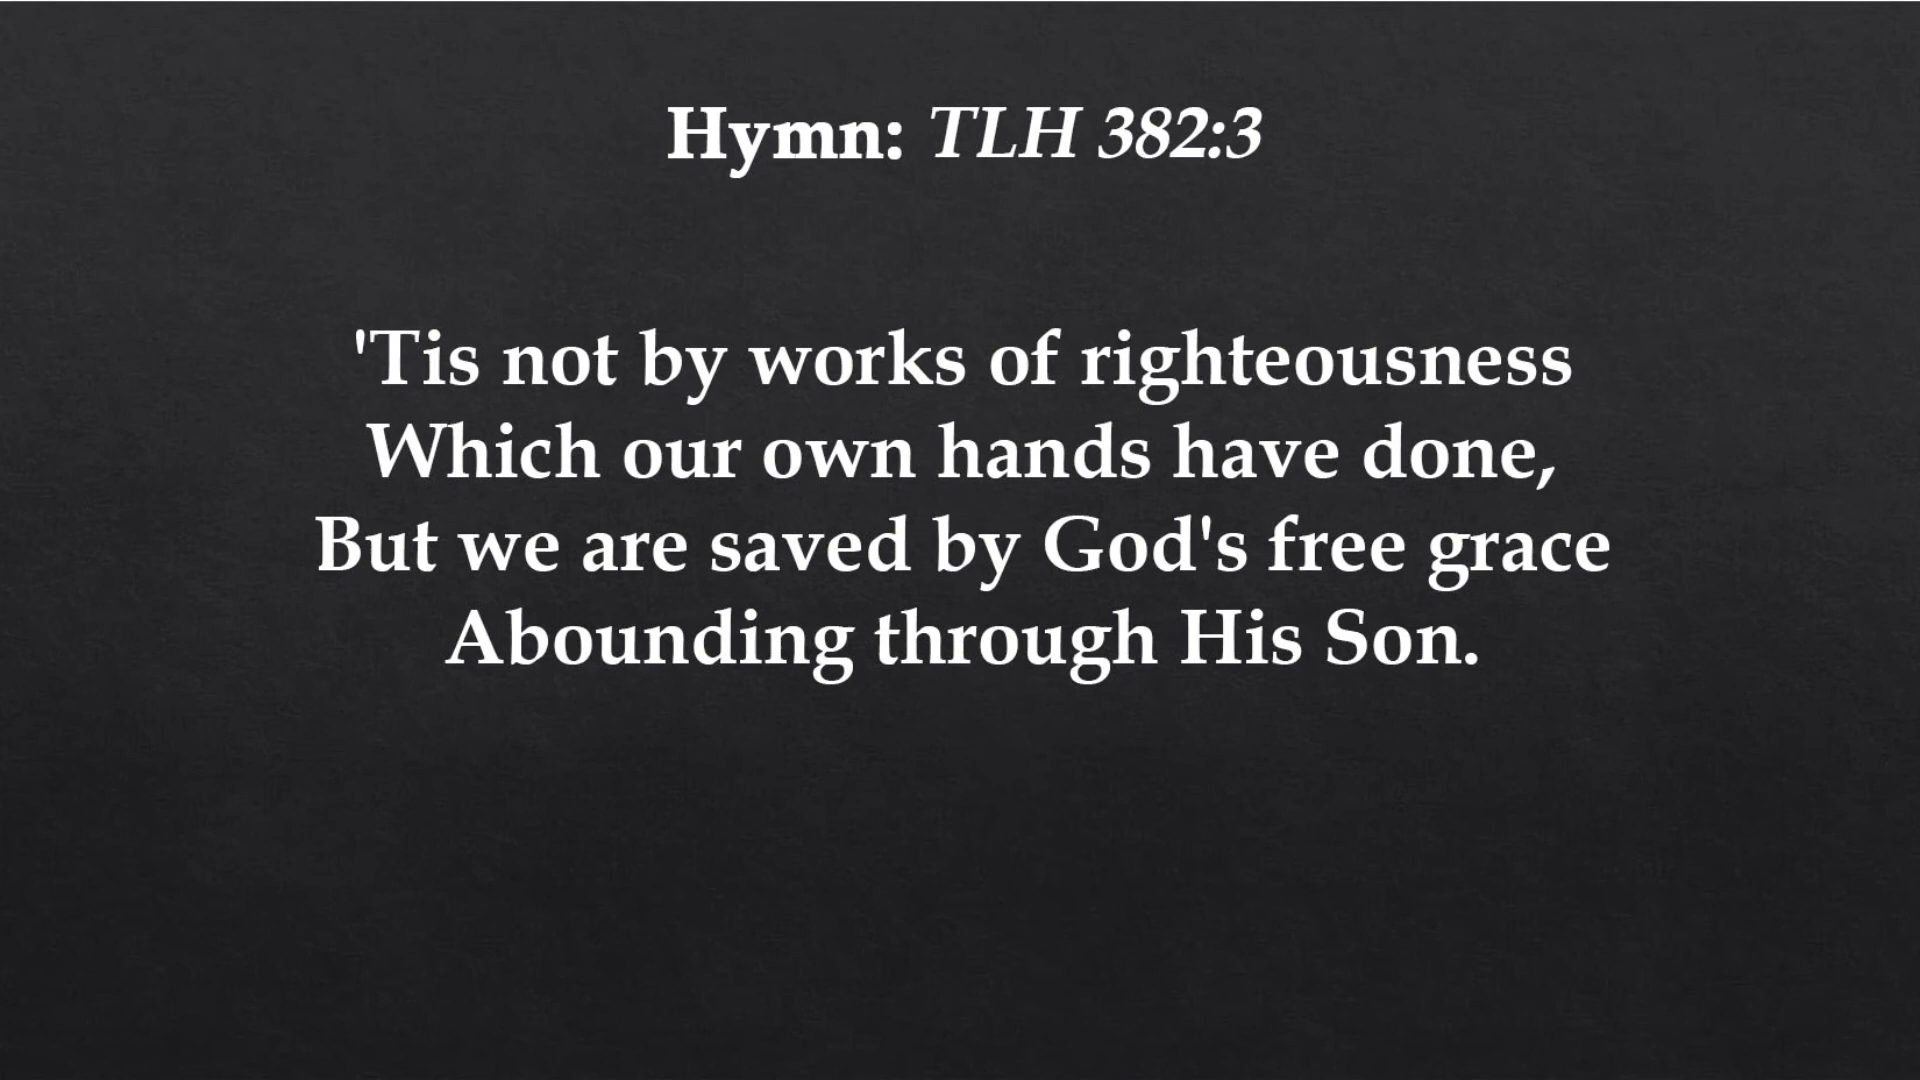 Hymn: TLH 382:3
'Tis not by works of righteousness
Which our own hands have done,
But we are saved by God's free grace
Abounding through His Son.